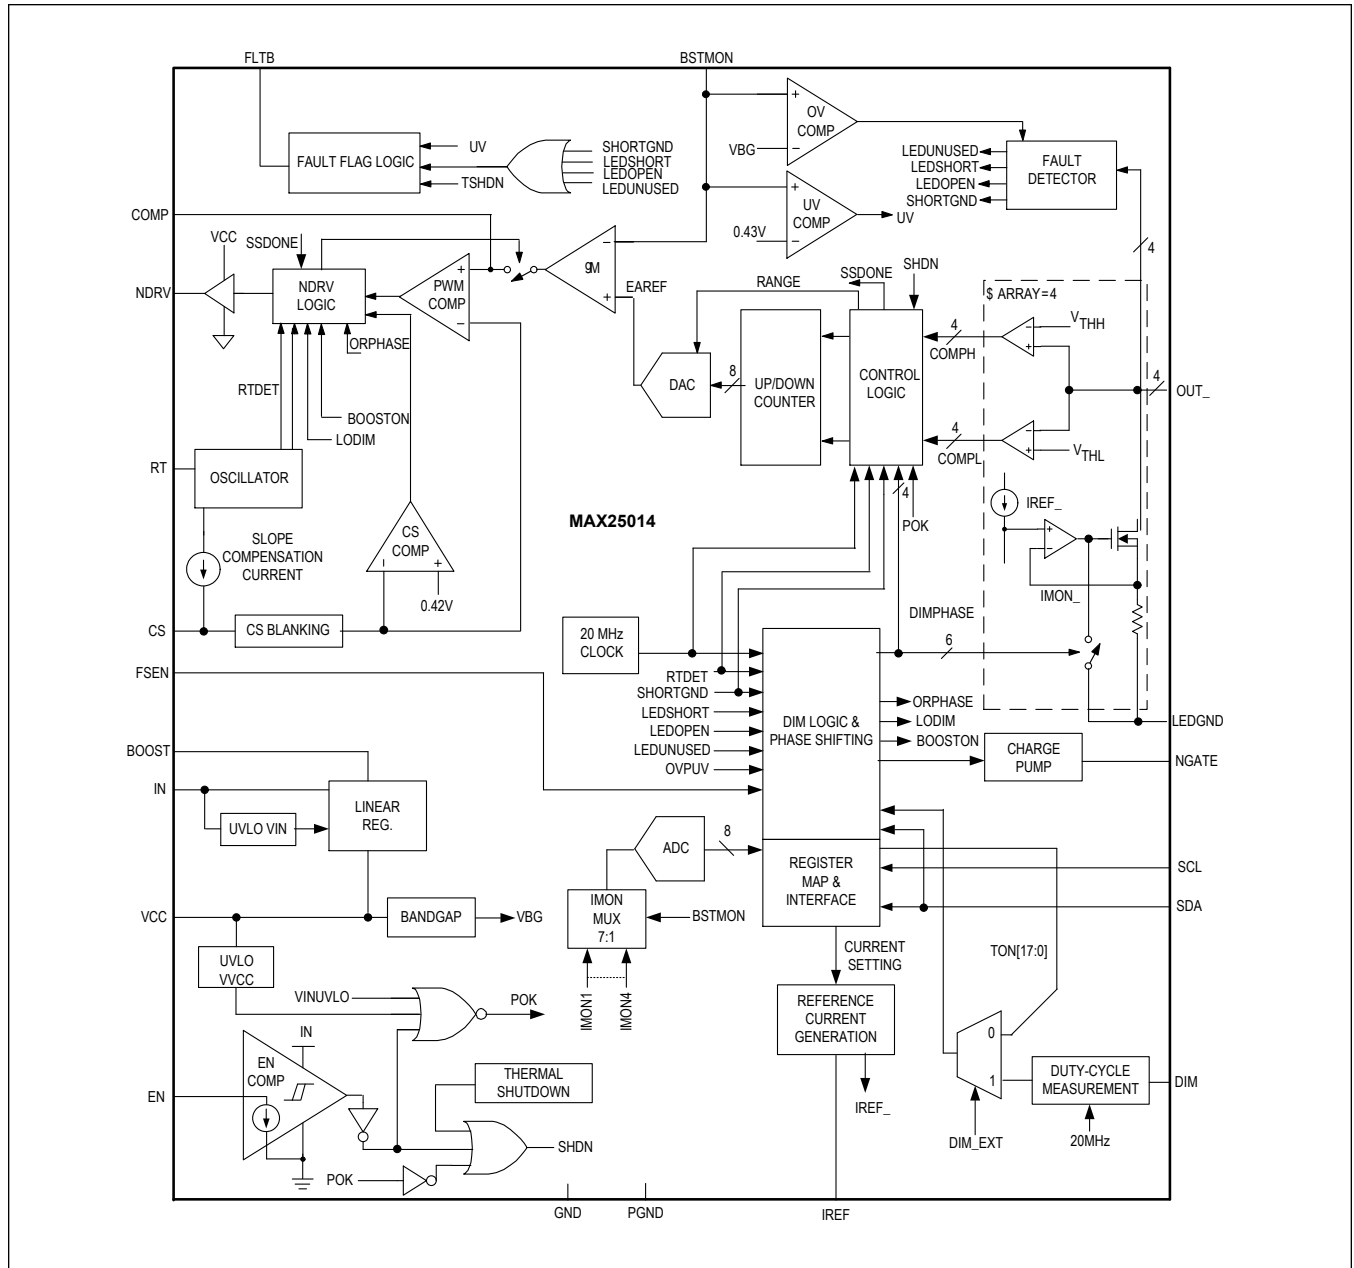 FLTB
BSTMON
FAULT FLAG LOGIC
UV
TSHDN
SHORTGND
LEDSHORT
LEDOPEN
LEDUNUSED
+
OV
COMP
VBG
−
+
UV
COMP
0.43V
−
UV
LEDUNUSED
LEDSHORT
LEDOPEN
SHORTGND
FAULT
DETECTOR
4
COMP
VCC
SSDONE
NDRV
NDRV
LOGIC
+
PWM
COMP
−
gM
−
+
EAREF
ORPHASE
RTDET
BOOSTON
LODIM
RANGE
SSDONE
SHDN
DAC
8
UP/DOWN
COUNTER
CONTROL
LOGIC
4
COMPH
4
COMPL
$ ARRAY=4
−
+
VTHH
−
+
VTHL
4
OUT_
4
POK
RT
OSCILLATOR
SLOPE
COMPENSATION
CURRENT
CS
COMP
−
+
0.42V
MAX25014
IREF_
+
−
IMON_
CS
CS BLANKING
FSEN
20 MHz
CLOCK
DIMPHASE
6
RTDET
SHORTGND
LEDSHORT
LEDOPEN
LEDUNUSED
OVPUV
DIM LOGIC &
PHASE SHIFTING
ORPHASE
LODIM
BOOSTON
LEDGND
CHARGE
PUMP
NGATE
BOOST
IN
LINEAR
REG.
UVLO VIN
ADC
8
REGISTER
MAP &
INTERFACE
SCL
SDA
VCC
BANDGAP
VBG
IMON
MUX
7:1
BSTMON
IMON1
IMON4
CURRENT
SETTING
TON[17:0]
UVLO
VVCC
VINUVLO
POK
REFERENCE
CURRENT
GENERATION
IREF_
IN
EN
COMP
EN
THERMAL
SHUTDOWN
SHDN
POK
0
1
DUTY-CYCLE
MEASUREMENT
DIM
DIM_EXT
20MHz
GND
PGND
IREF